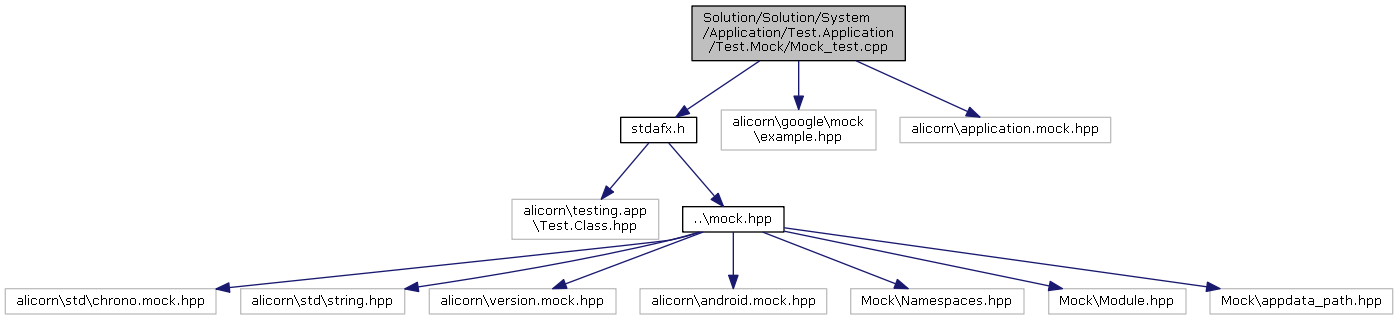 Solution/Solution/System
/Application/Test.Application
/Test.Mock/Mock_test.cpp
stdafx.h
alicorn\google\mock
\example.hpp
alicorn\application.mock.hpp
alicorn\testing.app
\Test.Class.hpp
..\mock.hpp
alicorn\std\chrono.mock.hpp
alicorn\std\string.hpp
alicorn\version.mock.hpp
alicorn\android.mock.hpp
Mock\Namespaces.hpp
Mock\Module.hpp
Mock\appdata_path.hpp